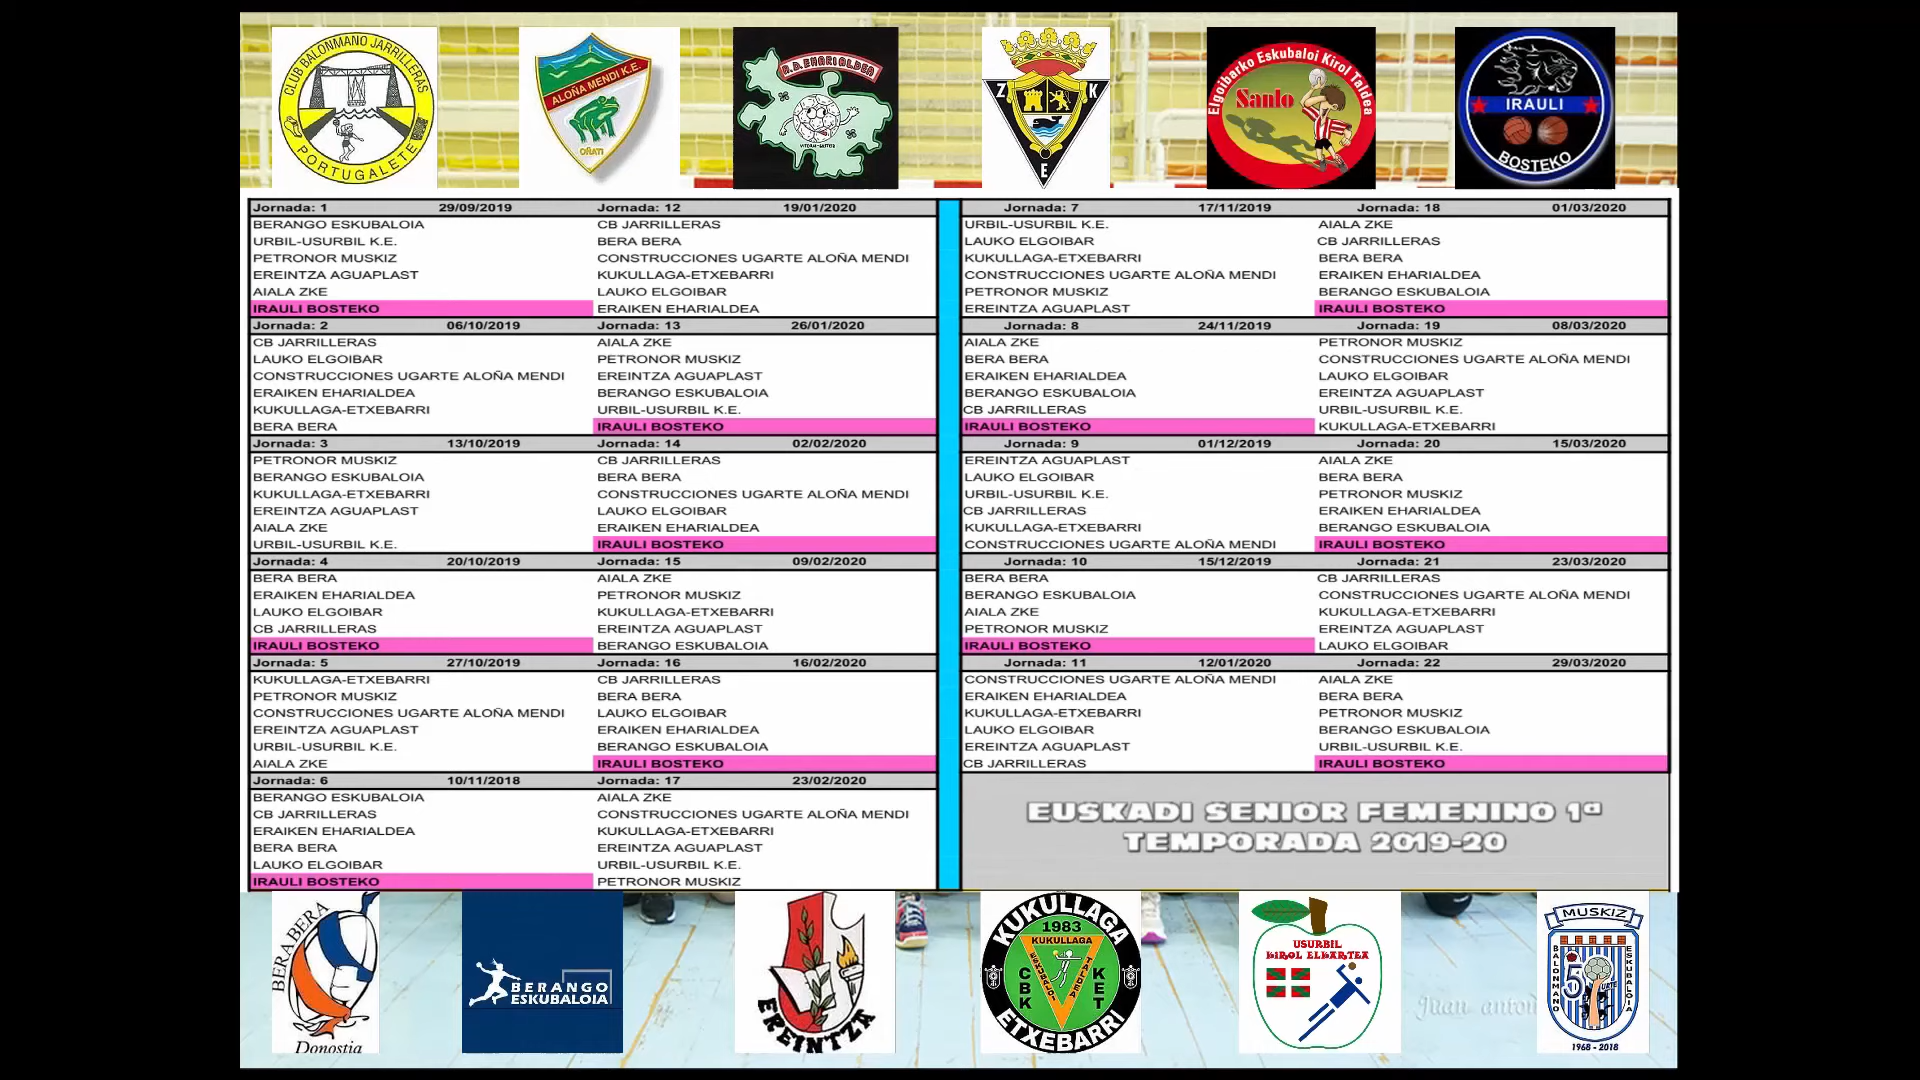 CLUB BALONMANO JARRILLERAS
PORTUGALETE
ALOÑA MENDI K.E.
OÑATI
A.D. EHARIALDEA
VITORIA-GASTEIZ
Z K
E
Elgoibarko Eskubaloi Kirol Taldea
Sanlo
IRAULI
BOSTEKO
Jornada: 1 29/09/2019 Jornada: 12 19/01/2020
BERANGO ESKUBALOIA CB JARRILLERAS
URBIL-USURBIL K.E. BERA BERA
PETRONOR MUSKIZ CONSTRUCCIONES UGARTE ALOÑA MENDI
EREINTZA AGUAPLAST KUKULLAGA-ETXEBARRI
AIALA ZKE LAUKO ELGOIBAR
IRAULI BOSTEKO ERAIKEN EHARIALDEA
Jornada: 2 06/10/2019 Jornada: 13 26/01/2020
CB JARRILLERAS AIALA ZKE
LAUKO ELGOIBAR PETRONOR MUSKIZ
CONSTRUCCIONES UGARTE ALOÑA MENDI EREINTZA AGUAPLAST
ERAIKEN EHARIALDEA BERANGO ESKUBALOIA
KUKULLAGA-ETXEBARRI URBIL-USURBIL K.E.
BERA BERA IRAULI BOSTEKO
Jornada: 3 13/10/2019 Jornada: 14 02/02/2020
PETRONOR MUSKIZ CB JARRILLERAS
BERANGO ESKUBALOIA BERA BERA
KUKULLAGA-ETXEBARRI CONSTRUCCIONES UGARTE ALOÑA MENDI
EREINTZA AGUAPLAST LAUKO ELGOIBAR
AIALA ZKE ERAIKEN EHARIALDEA
URBIL-USURBIL K.E. IRAULI BOSTEKO
Jornada: 4 20/10/2019 Jornada: 15 09/02/2020
BERA BERA AIALA ZKE
ERAIKEN EHARIALDEA PETRONOR MUSKIZ
LAUKO ELGOIBAR KUKULLAGA-ETXEBARRI
CB JARRILLERAS EREINTZA AGUAPLAST
IRAULI BOSTEKO BERANGO ESKUBALOIA
Jornada: 5 27/10/2019 Jornada: 16 16/02/2020
KUKULLAGA-ETXEBARRI CB JARRILLERAS
PETRONOR MUSKIZ BERA BERA
CONSTRUCCIONES UGARTE ALOÑA MENDI LAUKO ELGOIBAR
EREINTZA AGUAPLAST ERAIKEN EHARIALDEA
URBIL-USURBIL K.E. BERANGO ESKUBALOIA
AIALA ZKE IRAULI BOSTEKO
Jornada: 6 10/11/2018 Jornada: 17 23/02/2020
BERANGO ESKUBALOIA AIALA ZKE
CB JARRILLERAS CONSTRUCCIONES UGARTE ALOÑA MENDI
ERAIKEN EHARIALDEA KUKULLAGA-ETXEBARRI
BERA BERA EREINTZA AGUAPLAST
LAUKO ELGOIBAR URBIL-USURBIL K.E.
IRAULI BOSTEKO PETRONOR MUSKIZ
Jornada: 7 17/11/2019 Jornada: 18 01/03/2020
URBIL-USURBIL K.E. AIALA ZKE
LAUKO ELGOIBAR CB JARRILLERAS
KUKULLAGA-ETXEBARRI BERA BERA
CONSTRUCCIONES UGARTE ALOÑA MENDI ERAIKEN EHARIALDEA
PETRONOR MUSKIZ BERANGO ESKUBALOIA
EREINTZA AGUAPLAST IRAULI BOSTEKO
Jornada: 8 24/11/2019 Jornada: 19 08/03/2020
AIALA ZKE PETRONOR MUSKIZ
BERA BERA CONSTRUCCIONES UGARTE ALOÑA MENDI
ERAIKEN EHARIALDEA LAUKO ELGOIBAR
BERANGO ESKUBALOIA EREINTZA AGUAPLAST
CB JARRILLERAS URBIL-USURBIL K.E.
IRAULI BOSTEKO KUKULLAGA-ETXEBARRI
Jornada: 9 01/12/2019 Jornada: 20 15/03/2020
EREINTZA AGUAPLAST AIALA ZKE
LAUKO ELGOIBAR BERA BERA
URBIL-USURBIL K.E. PETRONOR MUSKIZ
CB JARRILLERAS ERAIKEN EHARIALDEA
KUKULLAGA-ETXEBARRI BERANGO ESKUBALOIA
CONSTRUCCIONES UGARTE ALOÑA MENDI IRAULI BOSTEKO
Jornada: 10 15/12/2019 Jornada: 21 23/03/2020
BERA BERA CB JARRILLERAS
BERANGO ESKUBALOIA CONSTRUCCIONES UGARTE ALOÑA MENDI
AIALA ZKE KUKULLAGA-ETXEBARRI
PETRONOR MUSKIZ EREINTZA AGUAPLAST
IRAULI BOSTEKO LAUKO ELGOIBAR
Jornada: 11 12/01/2020 Jornada: 22 29/03/2020
CONSTRUCCIONES UGARTE ALOÑA MENDI AIALA ZKE
ERAIKEN EHARIALDEA BERA BERA
KUKULLAGA-ETXEBARRI PETRONOR MUSKIZ
LAUKO ELGOIBAR BERANGO ESKUBALOIA
EREINTZA AGUAPLAST URBIL-USURBIL K.E.
CB JARRILLERAS IRAULI BOSTEKO
EUSKADI SENIOR FEMENINO 1ª
TEMPORADA 2019-20
BERA BERA
Donostia
BERANGO
ESKUBALOIA
EREINTZA
KUKULLAGA
1983
KUKULLAGA
ESKUBALOI TALDEA
CBK KET
ETXEBARRI
USURBIL
KIROL ELKARTEA
Juan anton
MUSKIZ
BALONMANO ESKUBALOIA
5
URTE
1968 - 2018